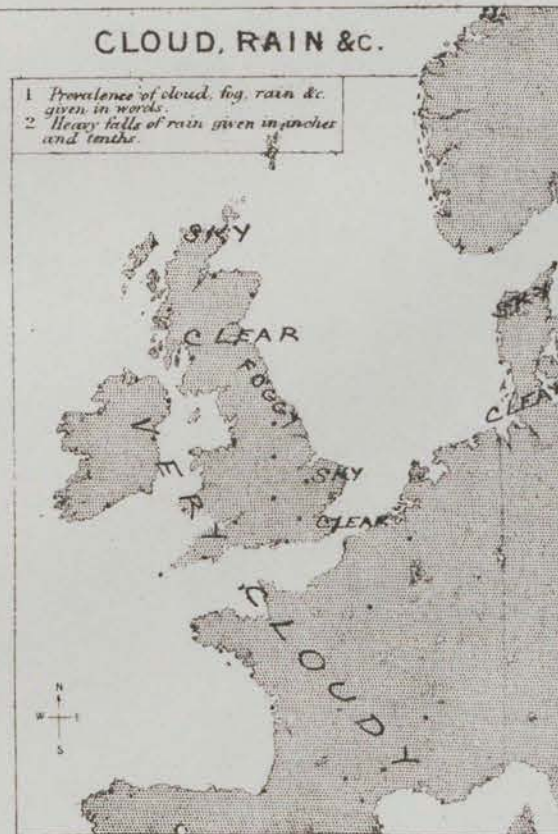 CLOUD, RAIN &c.
1 Prevalence of cloud, fog, rain &c.
given in words.
2 Heavy falls of rain given in inches
and tenths.
SKY
CLEAR
FOGGY
SKY
CLEAR
SKY
CLEAR
VERY
CLOUDY
N
W E
S